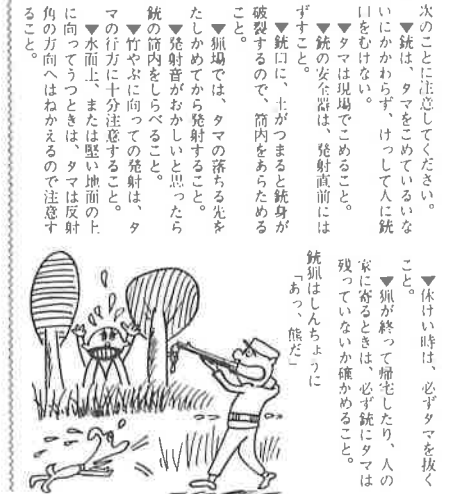 次のことに注意してください。
▼銃は、タマをこめているいな
いにかかわらず、けっして人に銃
口をむけない。
▼タマは現場でこめること。
▼銃の安全器は、発射直前には
ずすこと。
▼銃口に、土がつまると銃身が
破裂するので、筒内をあらためる
こと。
▼猟場では、タマの落ちる先を
たしかめてから発射すること。
▼発射音がおかしいと思ったら
銃の筒内をしらべること。
▼竹やぶに向っての発射は、タ
マの行方に十分注意すること。
▼水面上、または堅い地面の上
に向ってうつときは、タマは反射
角の方向へはねかえるので注意す
ること。
▼休けい時は、必ずタマを抜く
こと。
▼猟が終って帰宅したり、人の
家に寄るときは、必ず銃にタマは
残っていないか確かめること。
銃猟はしんちょうに
「あっ、熊だ」